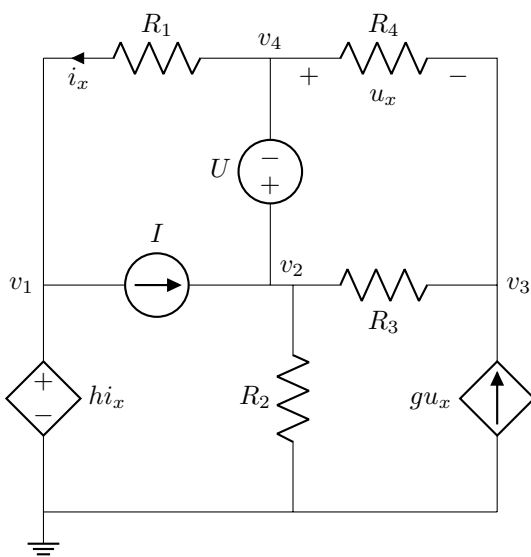 R₁
v₄
R₄
iₓ
+
−
uₓ
U
−
+
I
v₁
v₂
v₃
R₃
+
−
hiₓ
R₂
guₓ